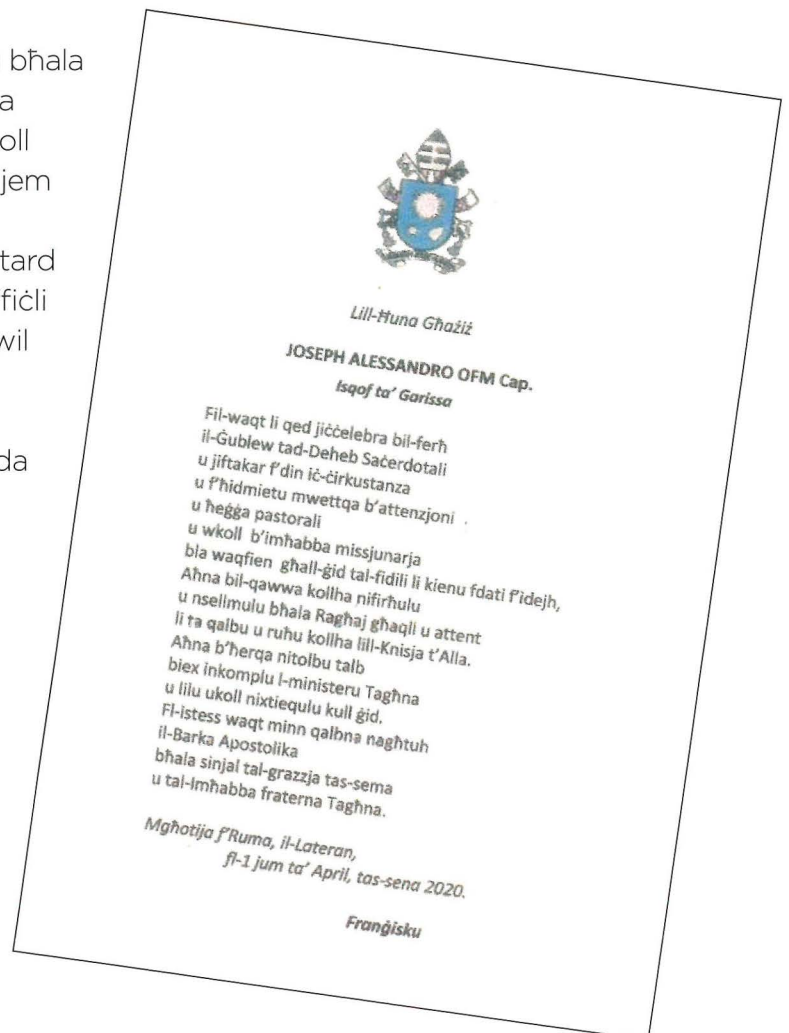 bħala
a
oll
jem
tard
fiċli
wil
da
Lill-Ħuna Għażiż
JOSEPH ALESSANDRO OFM Cap.
Isqof ta' Garissa
Fil-waqt li qed jiċċelebra bil-ferħ
il-Ġublew tad-Deheb Saċerdotali
u jiftakar f'din iċ-ċirkustanza
u f'ħidmietu mwettqa b'attenzjoni .
u ħeġġa pastorali
u wkoll b'imħabba missjunarja
bla waqfien għall-ġid tal-fidili li kienu fdati f'idejh,
Aħna bil-qawwa kollha nifirħulu
u nsellmulu bħala Ragħaj għaqli u attent
li ta qalbu u ruħu kollha lill-Knisja t'Alla.
Aħna b'ħerqa nitolbu talb
biex inkomplu l-ministeru Tagħna
u lilu ukoll nixtiequlu kull ġid.
Fl-istess waqt minn qalbna nagħtuh
il-Barka Apostolika
bħala sinjal tal-grazzja tas-sema
u tal-Imħabba fraterna Tagħna.
Mgħotija f'Ruma, il-Lateran,
fl-1 jum ta' April, tas-sena 2020.
Franġisku